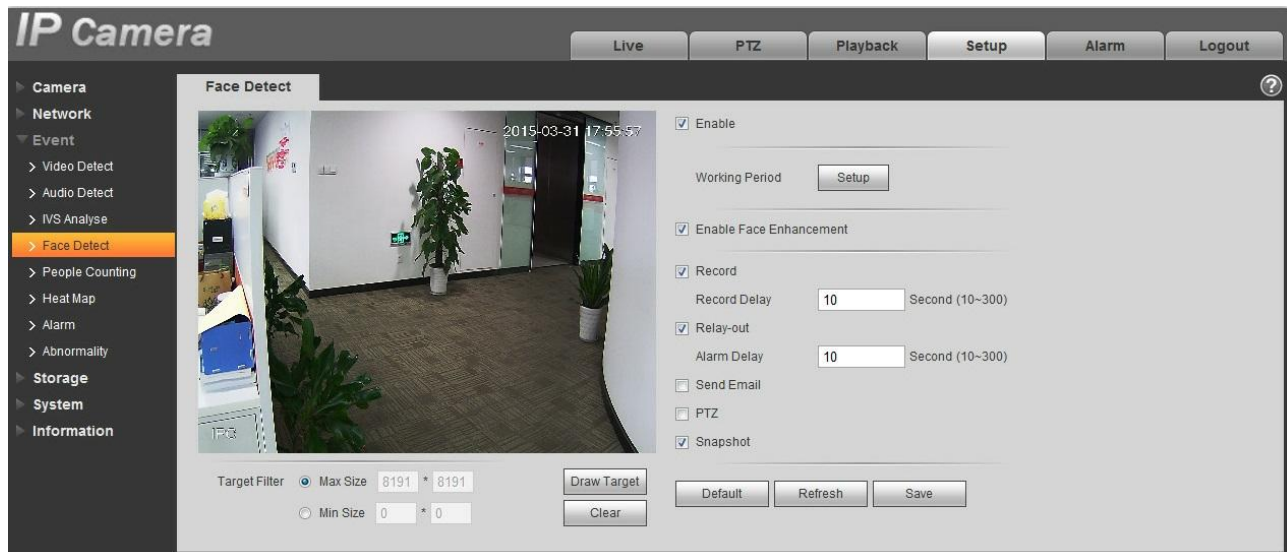 IP Camera
Live
PTZ
Playback
Setup
Alarm
Logout
Camera
Network
Event
Video Detect
Audio Detect
IVS Analyse
Face Detect
People Counting
Heat Map
Alarm
Abnormality
Storage
System
Information
Face Detect
?
2015-03-31 17:55:57
IPC
Target Filter Max Size 8191 * 8191
Draw Target
Min Size 0 * 0
Clear
Enable
Working Period Setup
Enable Face Enhancement
Record
Record Delay 10 Second (10~300)
Relay-out
Alarm Delay 10 Second (10~300)
Send Email
PTZ
Snapshot
Default
Refresh
Save